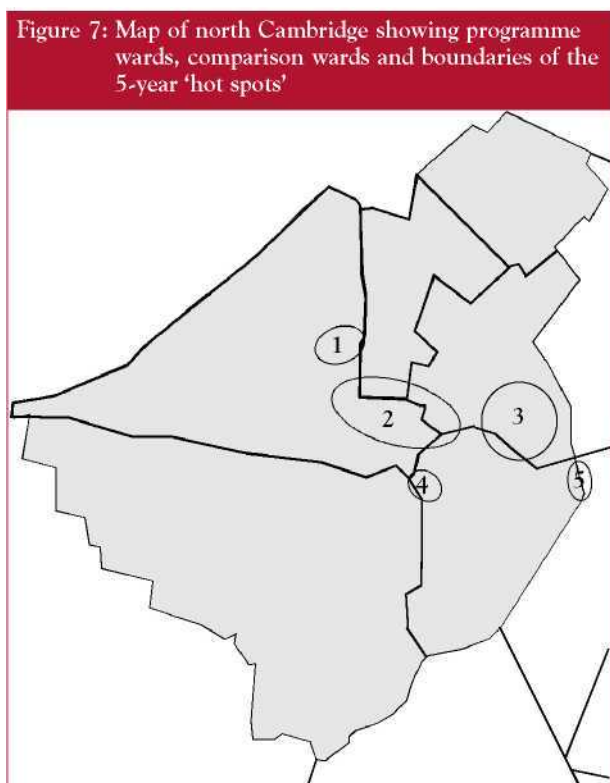 Figure 7: Map of north Cambridge showing programme
wards, comparison wards and boundaries of the
5-year ‘hot spots’
1
2
3
4
5